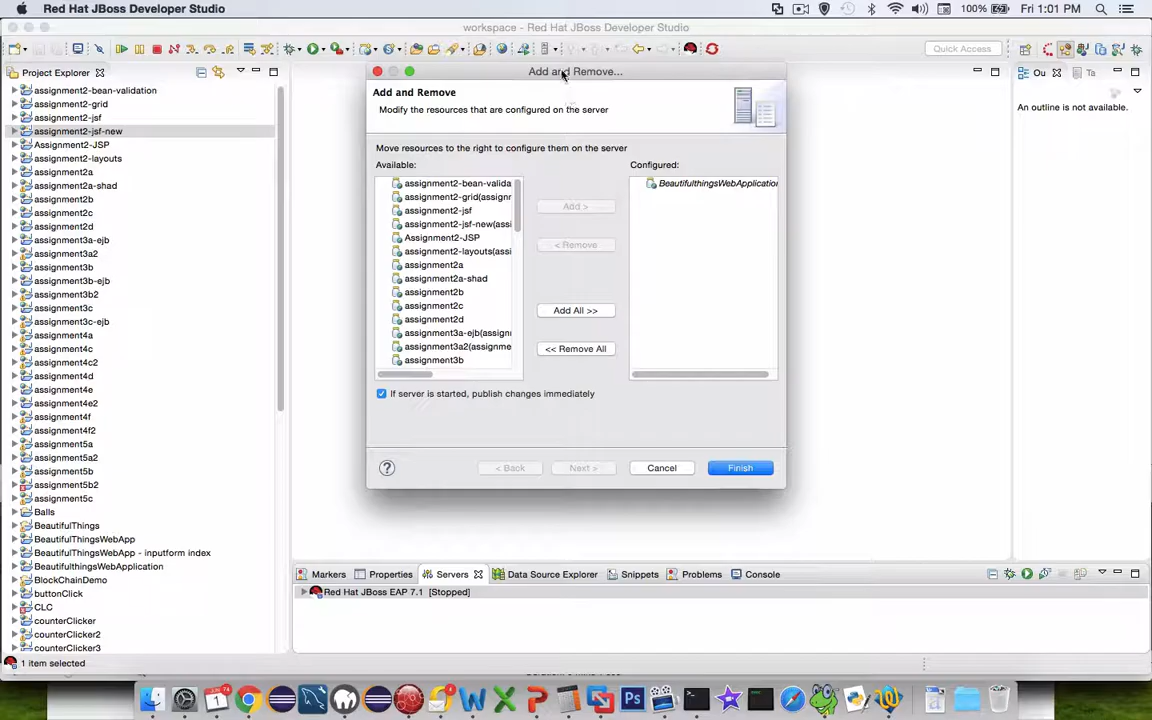 Red Hat JBoss Developer Studio
100%
Fri 1:01 PM
workspace - Red Hat JBoss Developer Studio
Quick Access
Project Explorer
assignment2-bean-validation
assignment2-grid
assignment2-jsf
assignment2-jsf-new
Assignment2-JSP
assignment2-layouts
assignment2a
assignment2a-shad
assignment2b
assignment2c
assignment2d
assignment3a-ejb
assignment3a2
assignment3b
assignment3b-ejb
assignment3b2
assignment3c
assignment3c-ejb
assignment4a
assignment4c
assignment4c2
assignment4d
assignment4e
assignment4e2
assignment4f
assignment4f2
assignment5a
assignment5a2
assignment5b
assignment5b2
assignment5c
Balls
BeautifulThings
BeautifulThingsWebApp
BeautifulThingsWebApp - inputform index
BeautifulthingsWebApplication
BlockChainDemo
buttonClick
CLC
counterClicker
counterClicker2
counterClicker3
1 item selected
Add and Remove...
Add and Remove
Modify the resources that are configured on the server
Move resources to the right to configure them on the server
Available:
assignment2-bean-valida
assignment2-grid(assignm
assignment2-jsf
assignment2-jsf-new(assi
Assignment2-JSP
assignment2-layouts(assi
assignment2a
assignment2a-shad
assignment2b
assignment2c
assignment2d
assignment3a-ejb(assignm
assignment3a2(assignme
assignment3b
Add >
< Remove
Add All >>
<< Remove All
Configured:
BeautifulthingsWebApplication
If server is started, publish changes immediately
?
< Back
Next >
Cancel
Finish
Ou
Ta
An outline is not available.
Markers
Properties
Servers
Data Source Explorer
Snippets
Problems
Console
Red Hat JBoss EAP 7.1 [Stopped]